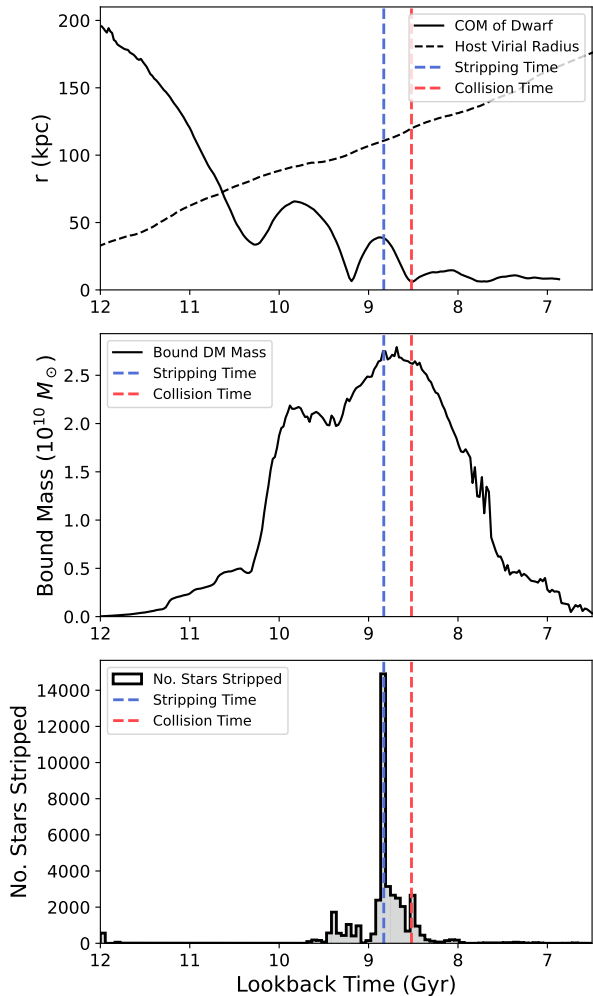 200
150
100
50
0
r (kpc)
COM of Dwarf
Host Virial Radius
Stripping Time
Collision Time
12 11 10 9 8 7
2.5
2.0
1.5
1.0
0.5
0.0
Bound Mass (10¹⁰ M⊙)
Bound DM Mass
Stripping Time
Collision Time
12 11 10 9 8 7
14000
12000
10000
8000
6000
4000
2000
0
No. Stars Stripped
No. Stars Stripped
Stripping Time
Collision Time
12 11 10 9 8 7
Lookback Time (Gyr)